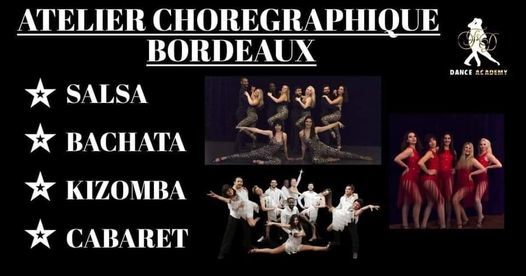 ATELIER CHOREGRAPHIQUE
BORDEAUX
DANCE ACADEMY
SALSA
BACHATA
KIZOMBA
CABARET